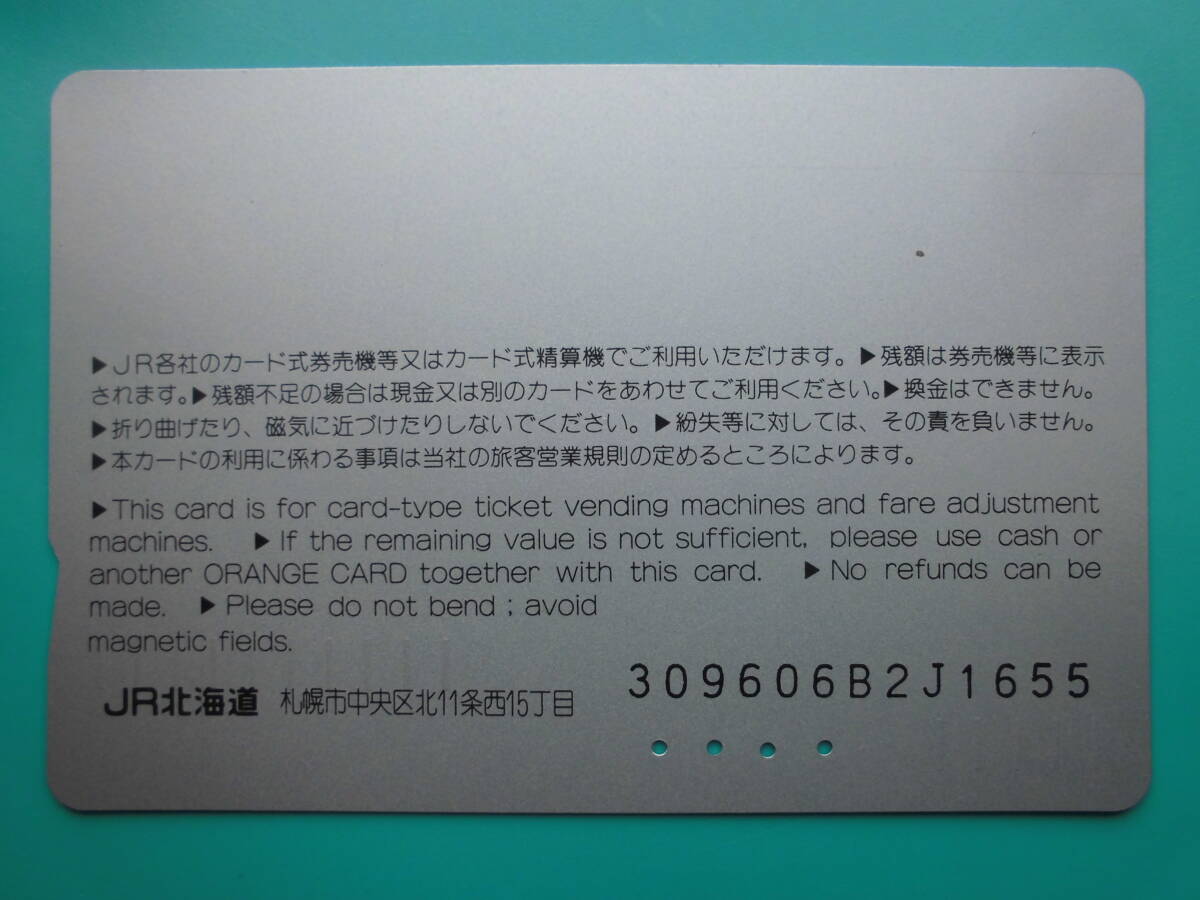 ▶JR各社のカード式券売機等又はカード式精算機でご利用いただけます。▶残額は券売機等に表示
されます。▶残額不足の場合は現金又は別のカードをあわせてご利用ください。▶換金はできません。
▶折り曲げたり、磁気に近づけたりしないでください。▶紛失等に対しては、その責を負いません。
▶本カードの利用に係わる事項は当社の旅客営業規則の定めるところによります。
▶This card is for card-type ticket vending machines and fare adjustment
machines. ▶If the remaining value is not sufficient, please use cash or
another ORANGE CARD together with this card. ▶No refunds can be
made. ▶Please do not bend ; avoid
magnetic fields.
309606B2J1655
JR北海道 札幌市中央区北11条西15丁目